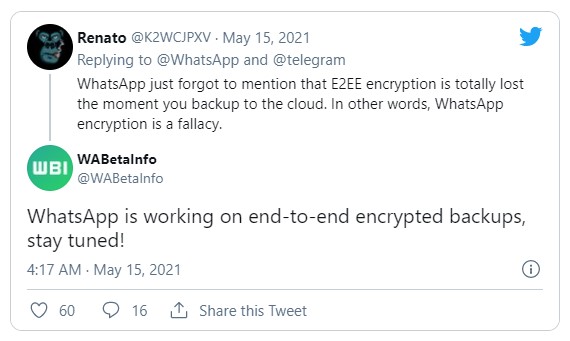 Renato @K2WCJPXV · May 15, 2021
Replying to @WhatsApp and @telegram
WhatsApp just forgot to mention that E2EE encryption is totally lost
the moment you backup to the cloud. In other words, WhatsApp
encryption is a fallacy.
WBI
WABetaInfo
@WABetaInfo
WhatsApp is working on end-to-end encrypted backups,
stay tuned!
4:17 AM · May 15, 2021
60 16 Share this Tweet